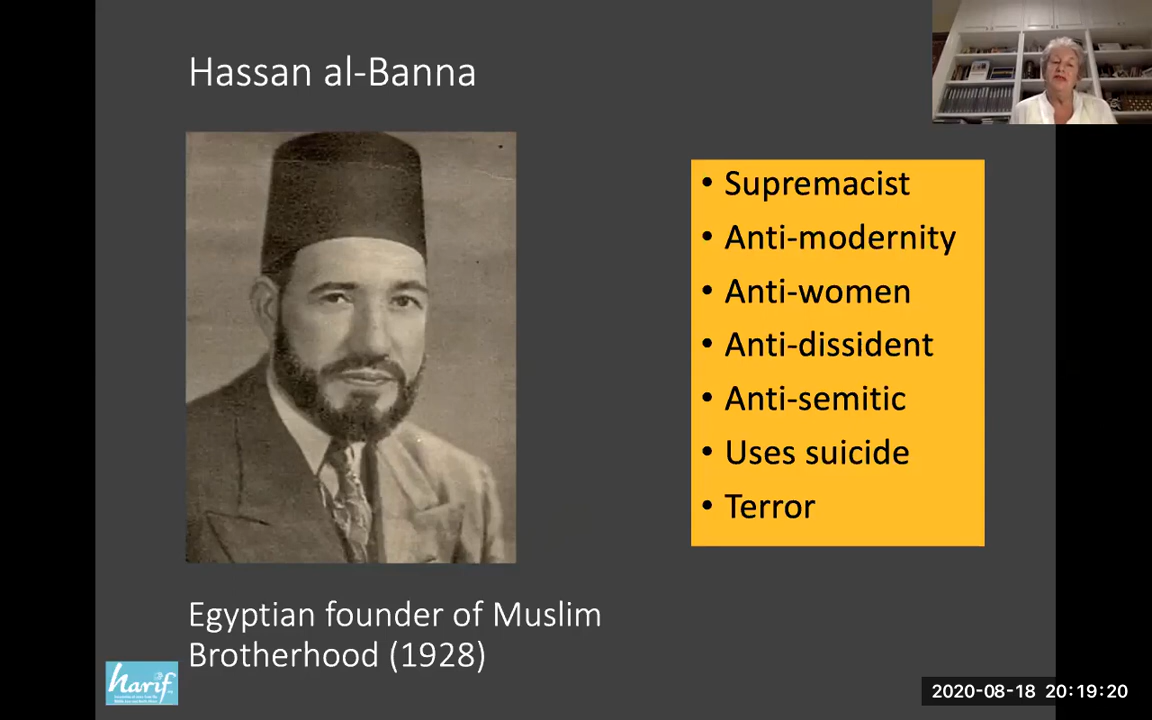 Hassan al-Banna
• Supremacist
• Anti-modernity
• Anti-women
• Anti-dissident
• Anti-semitic
• Uses suicide
• Terror
Egyptian founder of Muslim
Brotherhood (1928)
harif
2020-08-18 20:19:20